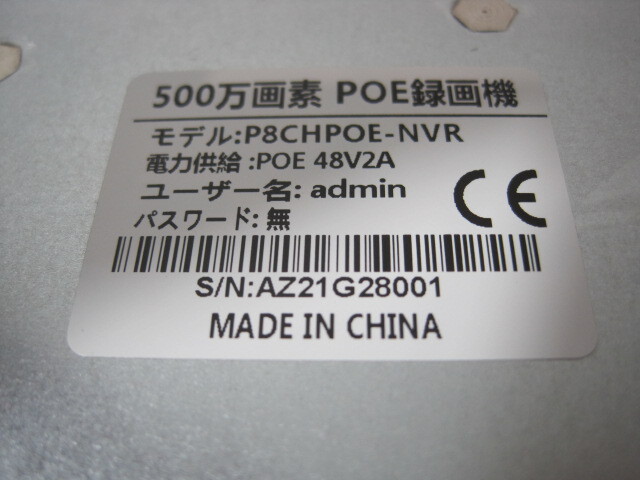 500万画素 POE録画機
モデル:P8CHPOE-NVR
電力供給 :POE 48V2A
ユーザー名: admin
パスワード: 無
CE
S/N:AZ21G28001
MADE IN CHINA